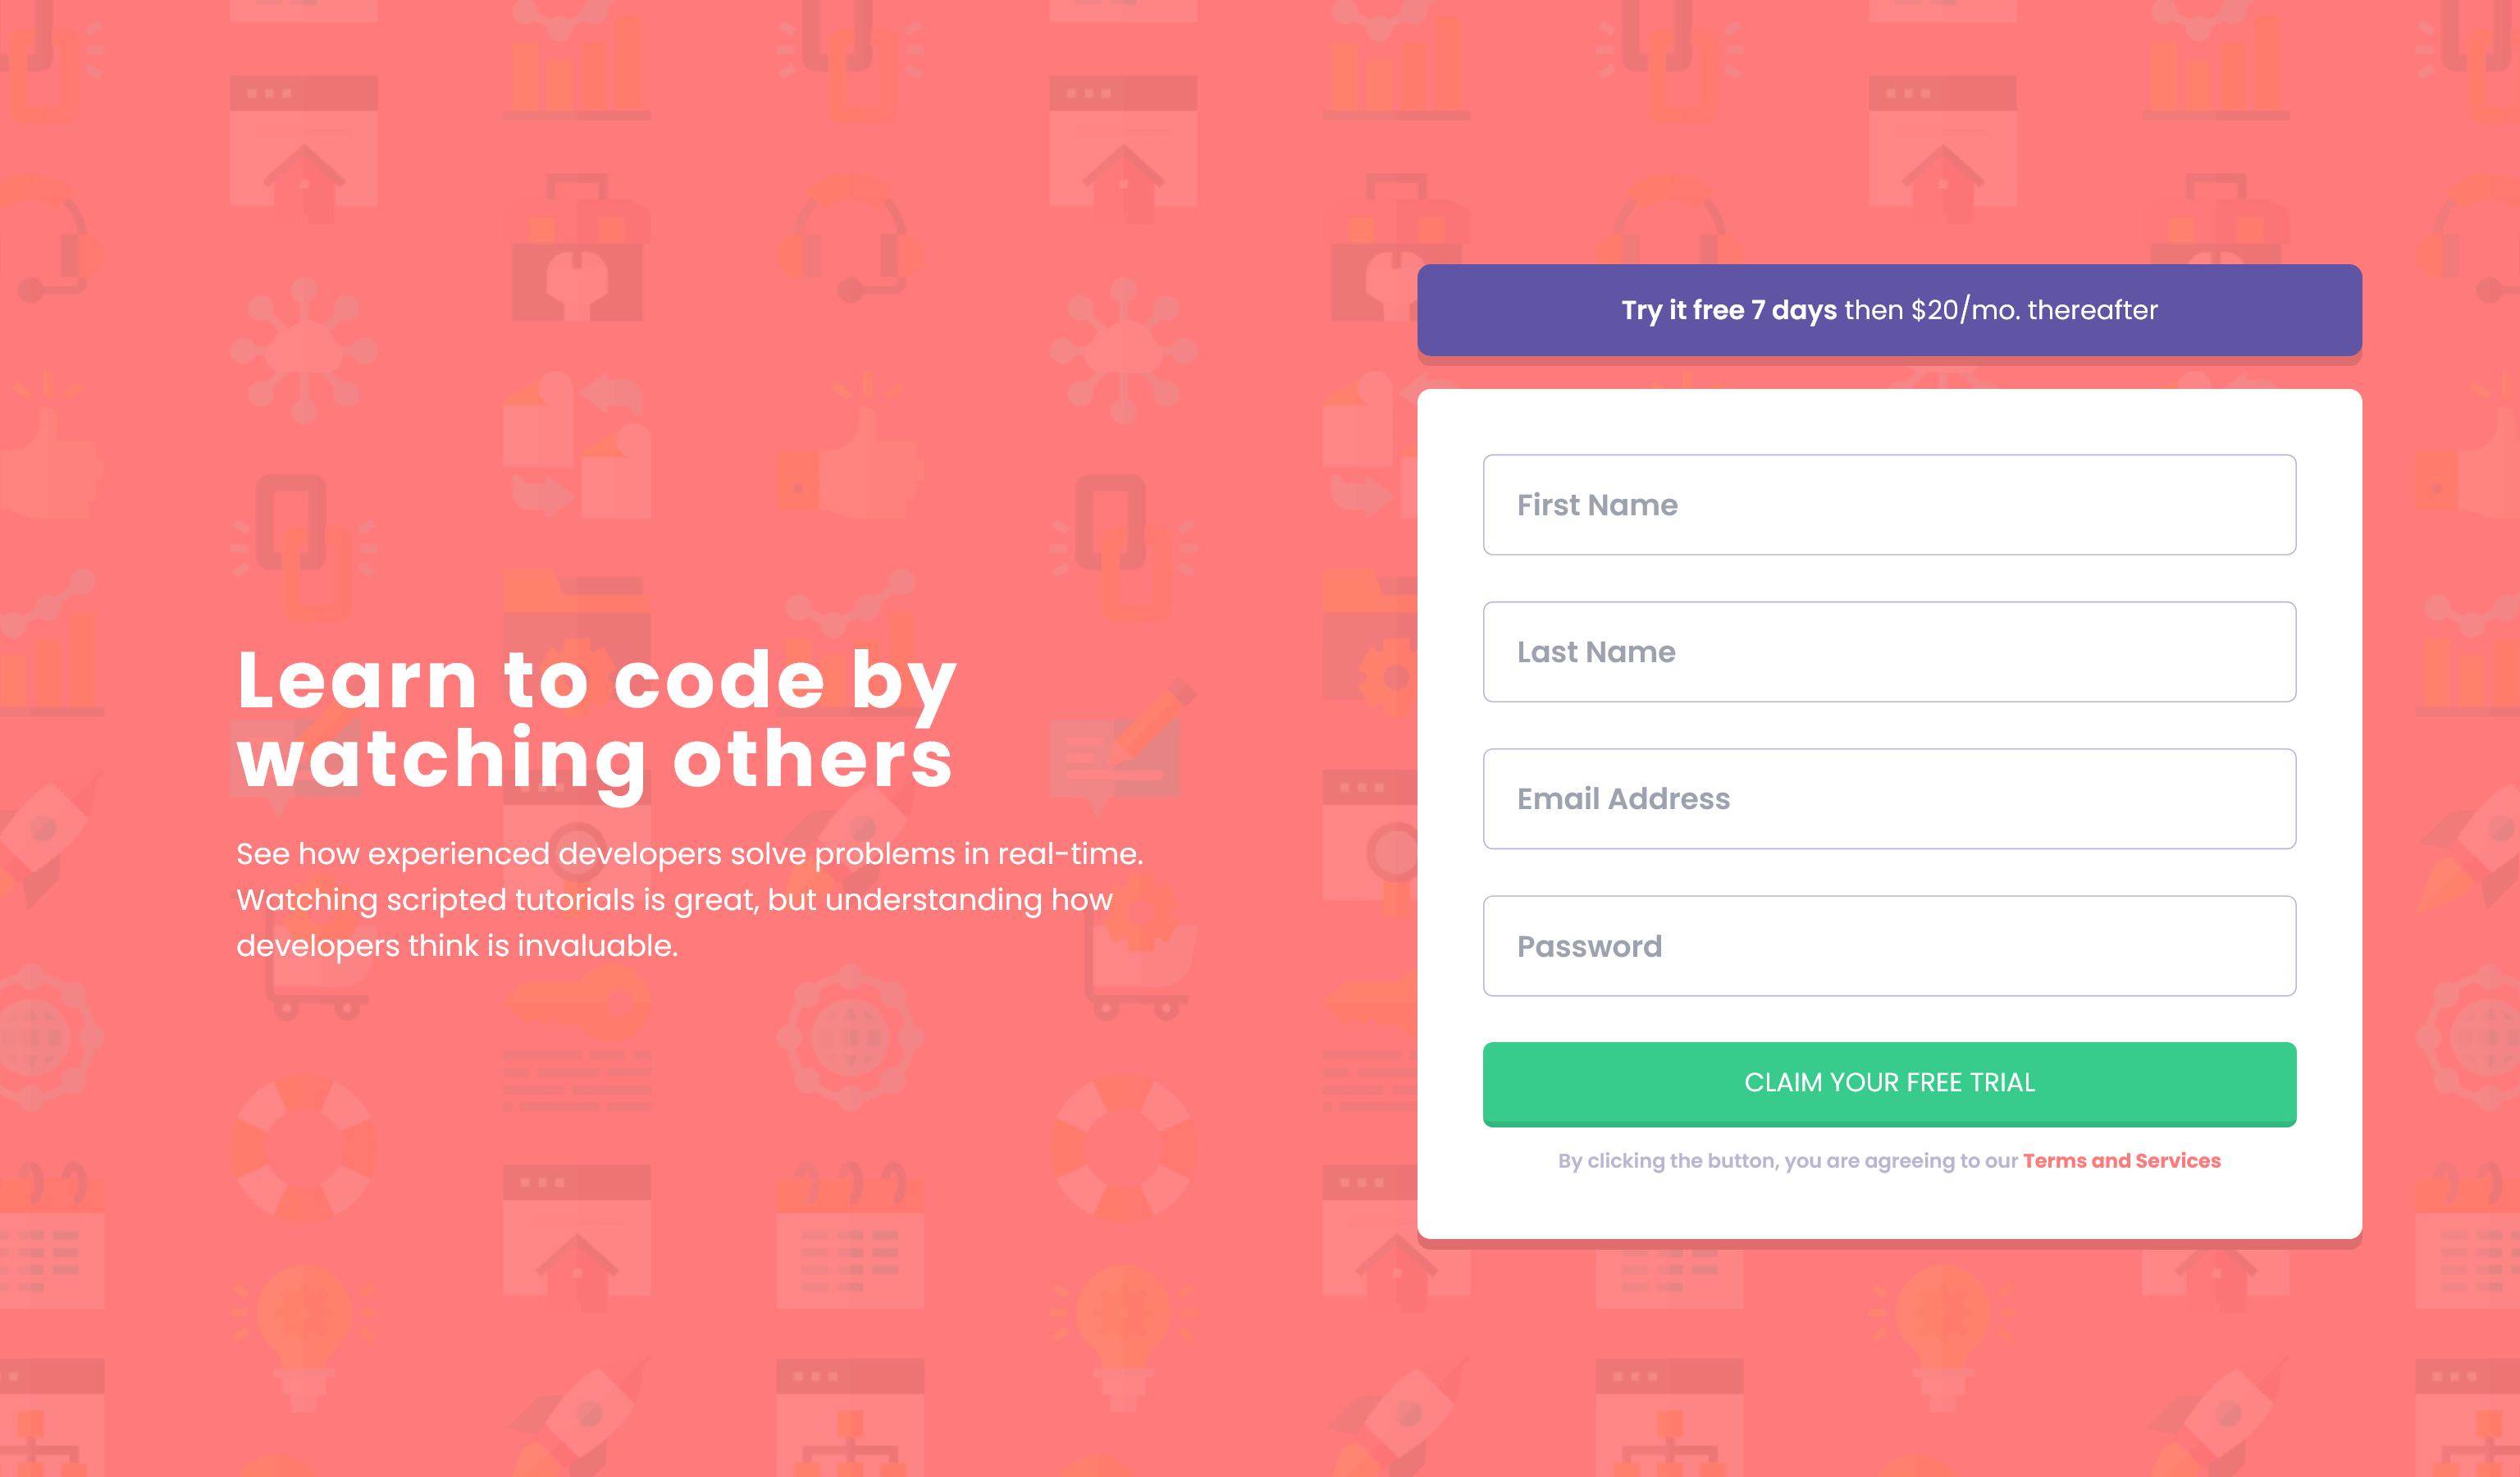 Learn to code by
watching others
See how experienced developers solve problems in real-time.
Watching scripted tutorials is great, but understanding how
developers think is invaluable.
Try it free 7 days then $20/mo. thereafter
First Name
Last Name
Email Address
Password
CLAIM YOUR FREE TRIAL
By clicking the button, you are agreeing to our Terms and Services